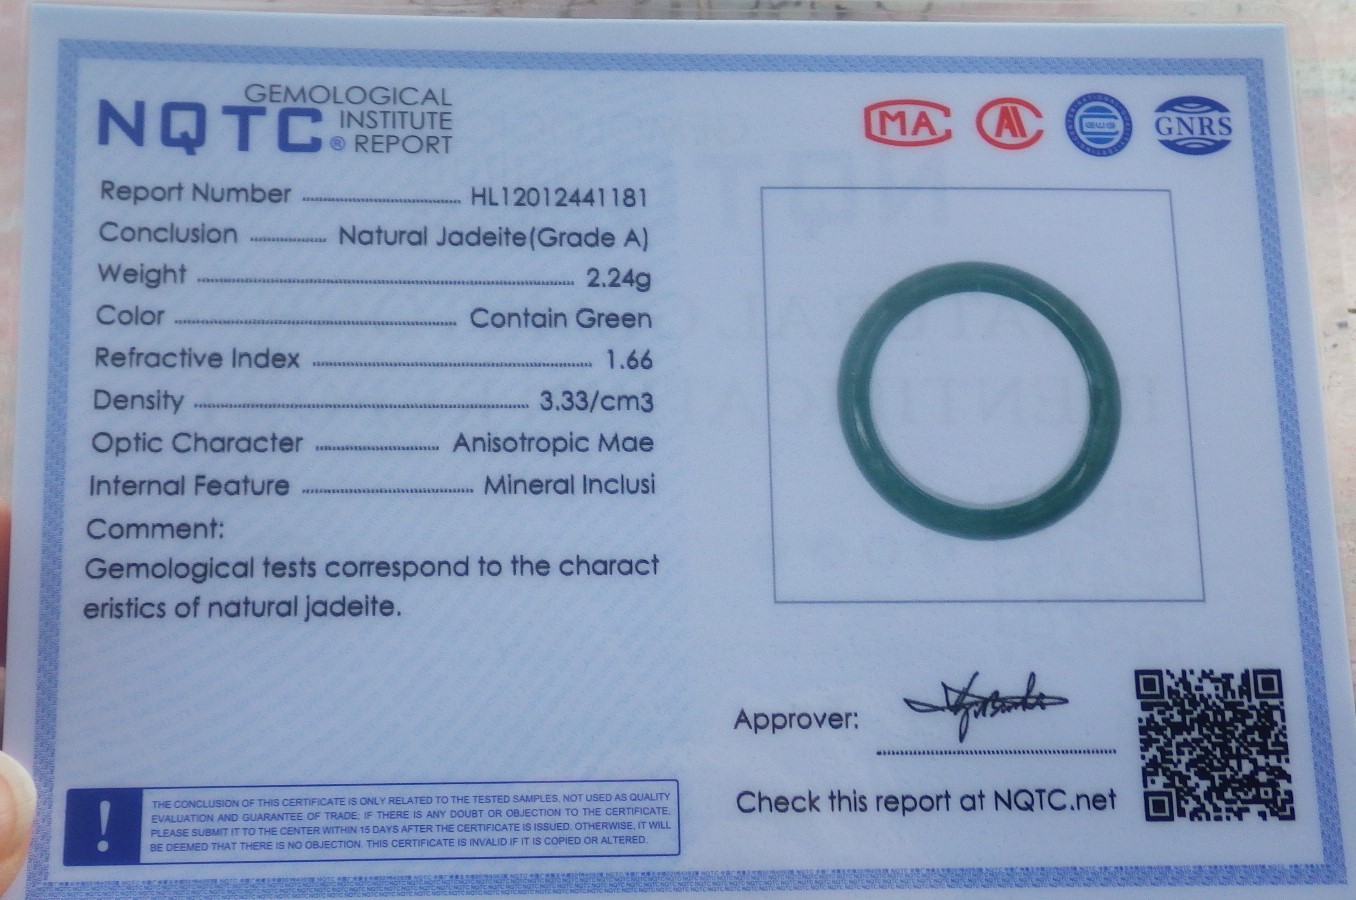 GEMOLOGICAL
NQTC® INSTITUTE
REPORT
MA
GNRS
Report Number HL12012441181
Conclusion Natural Jadeite(Grade A)
Weight 2.24g
Color Contain Green
Refractive Index 1.66
Density 3.33/cm3
Optic Character Anisotropic Mae
Internal Feature Mineral Inclusi
Comment:
Gemological tests correspond to the charact
eristics of natural jadeite.
Approver:
Check this report at NQTC.net
!
THE CONCLUSION OF THIS CERTIFICATE IS ONLY RELATED TO THE TESTED SAMPLES, NOT USED AS QUALITY
EVALUATION AND GUARANTEE OF TRADE; IF THERE IS ANY DOUBT OR OBJECTION TO THE CERTIFICATE,
PLEASE SUBMIT IT TO THE CENTER WITHIN 15 DAYS AFTER THE CERTIFICATE IS ISSUED. OTHERWISE, IT WILL
BE DEEMED THAT THERE IS NO OBJECTION. THIS CERTIFICATE IS INVALID IF IT IS COPIED OR ALTERED.